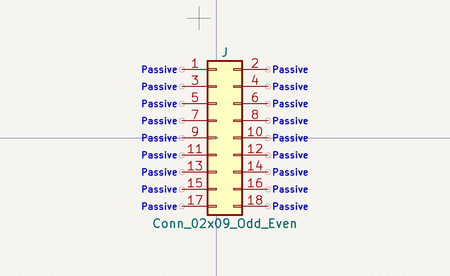 J
Passive 1 2 Passive
Passive 3 4 Passive
Passive 5 6 Passive
Passive 7 8 Passive
Passive 9 10 Passive
Passive 11 12 Passive
Passive 13 14 Passive
Passive 15 16 Passive
Passive 17 18 Passive
Conn_02x09_Odd_Even